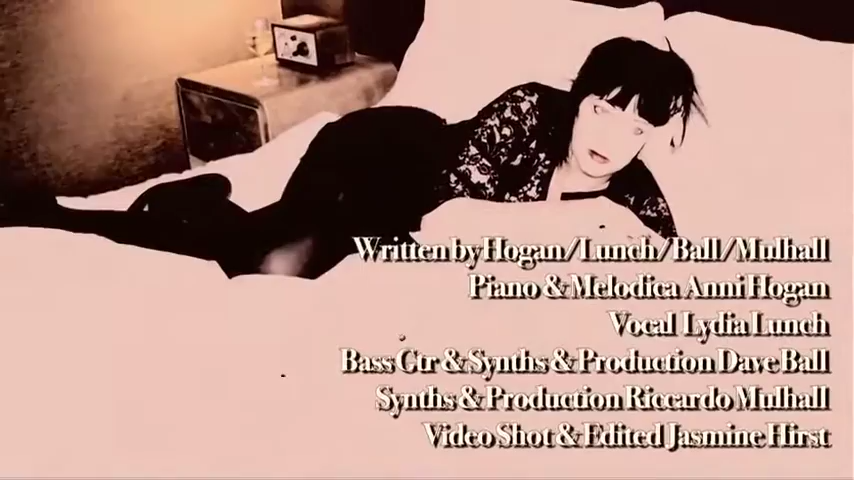 Written by Hogan/Lunch/Ball/Mulhall
Piano & Melodica Anni Hogan
Vocal Lydia Lunch
Bass Gtr & Synths & Production Dave Ball
Synths & Production Riccardo Mulhall
Video Shot & Edited Jasmine Hirst